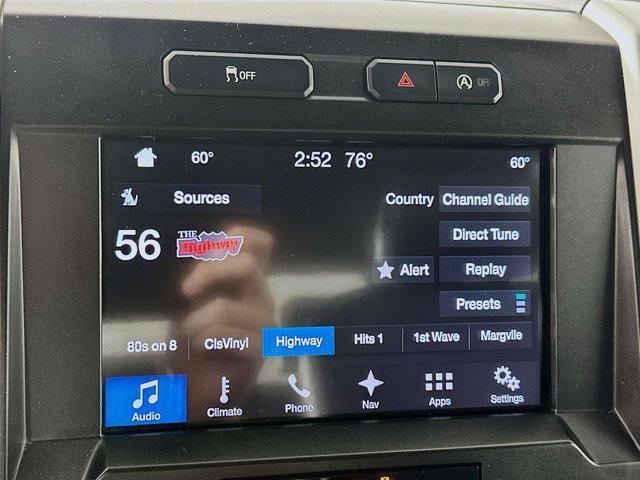 OFF
A OFF
60° 2:52 76° 60°
Sources Country Channel Guide
56 THE Highway Direct Tune
Alert Replay
Presets
80s on 8 ClsVinyl Highway Hits 1 1st Wave Margvlle
Audio Climate Phone Nav Apps Settings